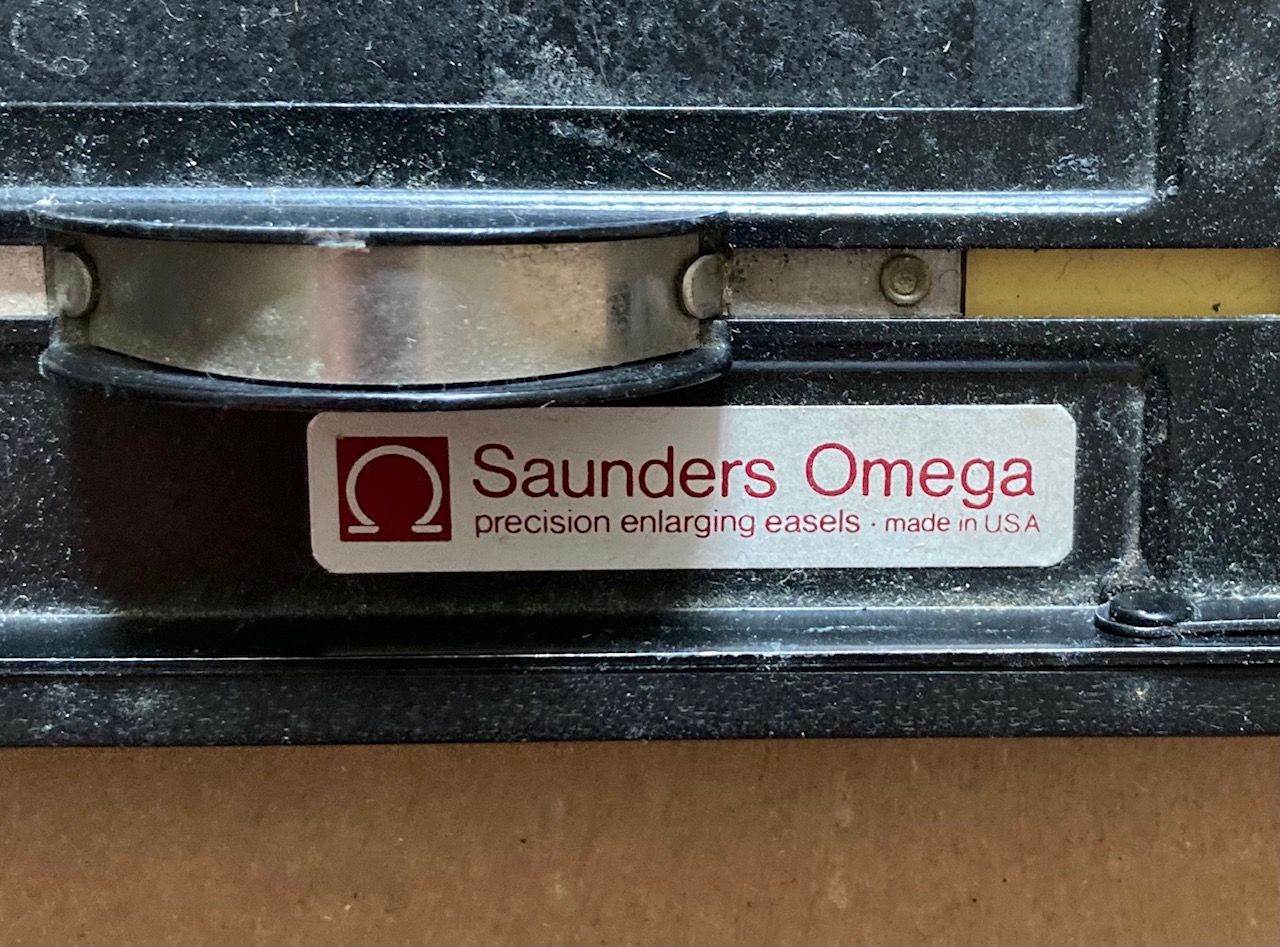 Saunders Omega
precision enlarging easels · made in USA